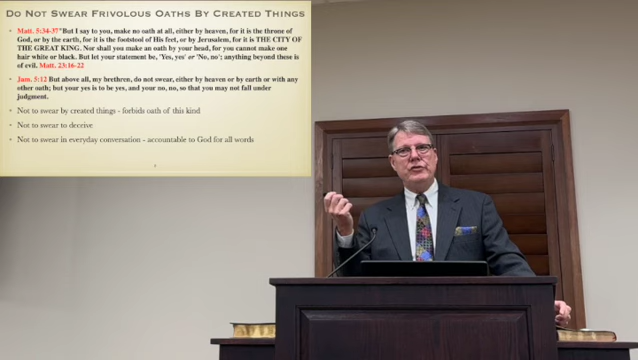 Do Not Swear Frivolous Oaths By Created Things
• Matt. 5:34-37 "But I say to you, make no oath at all, either by heaven, for it is the throne of
God, or by the earth, for it is the footstool of His feet, or by Jerusalem, for it is THE CITY OF
THE GREAT KING. Nor shall you make an oath by your head, for you cannot make one
hair white or black. But let your statement be, 'Yes, yes' or 'No, no'; anything beyond these is
of evil. Matt. 23:16-22
• Jam. 5:12 But above all, my brethren, do not swear, either by heaven or by earth or with any
other oath; but your yes is to be yes, and your no, no, so that you may not fall under
judgment.
• Not to swear by created things - forbids oath of this kind
• Not to swear to deceive
• Not to swear in everyday conversation - accountable to God for all words